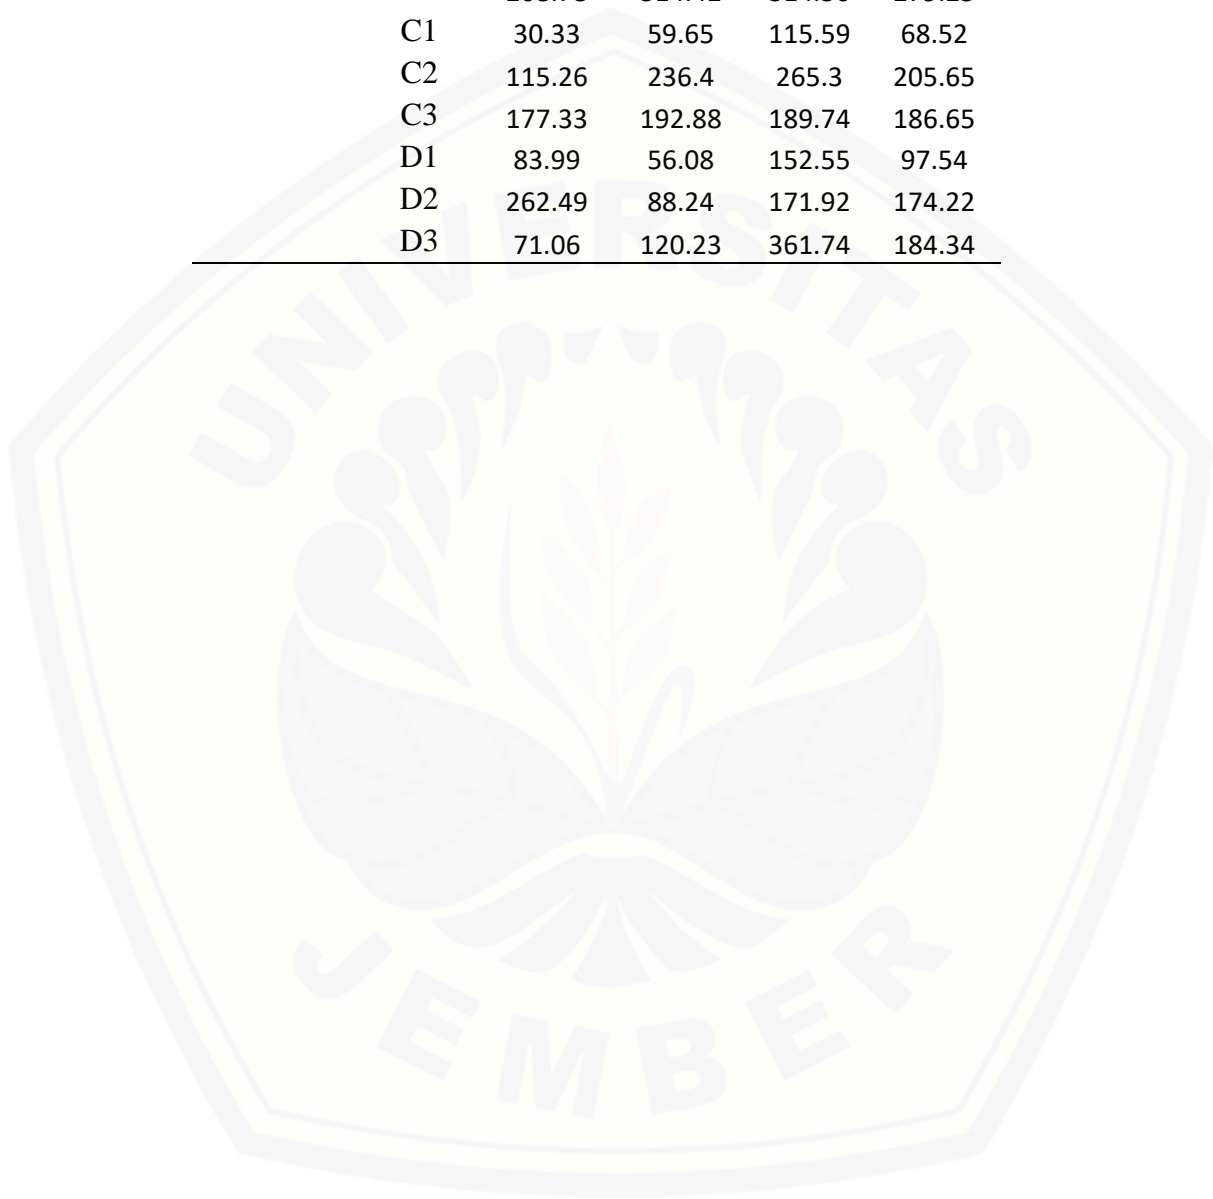 C1 30.33 59.65 115.59 68.52
C2 115.26 236.4 265.3 205.65
C3 177.33 192.88 189.74 186.65
D1 83.99 56.08 152.55 97.54
D2 262.49 88.24 171.92 174.22
D3 71.06 120.23 361.74 184.34
UNIVERSITAS
JEMBER